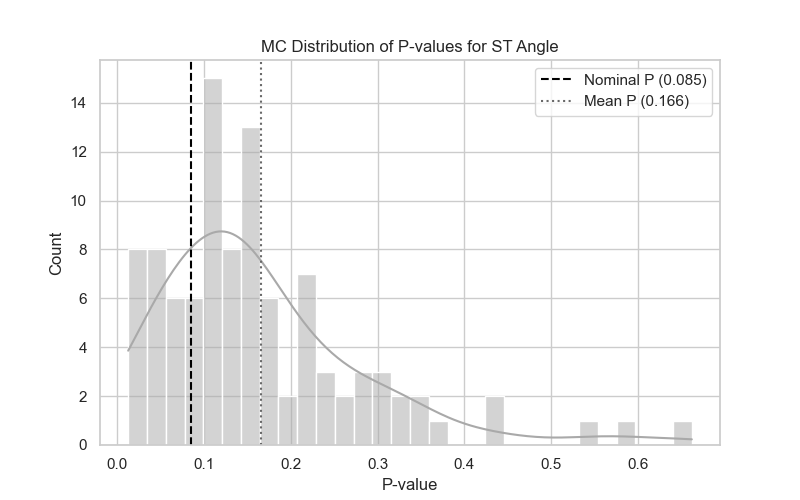 MC Distribution of P-values for ST Angle
Nominal P (0.085)
Mean P (0.166)
Count
14
12
10
8
6
4
2
0
0.0 0.1 0.2 0.3 0.4 0.5 0.6
P-value